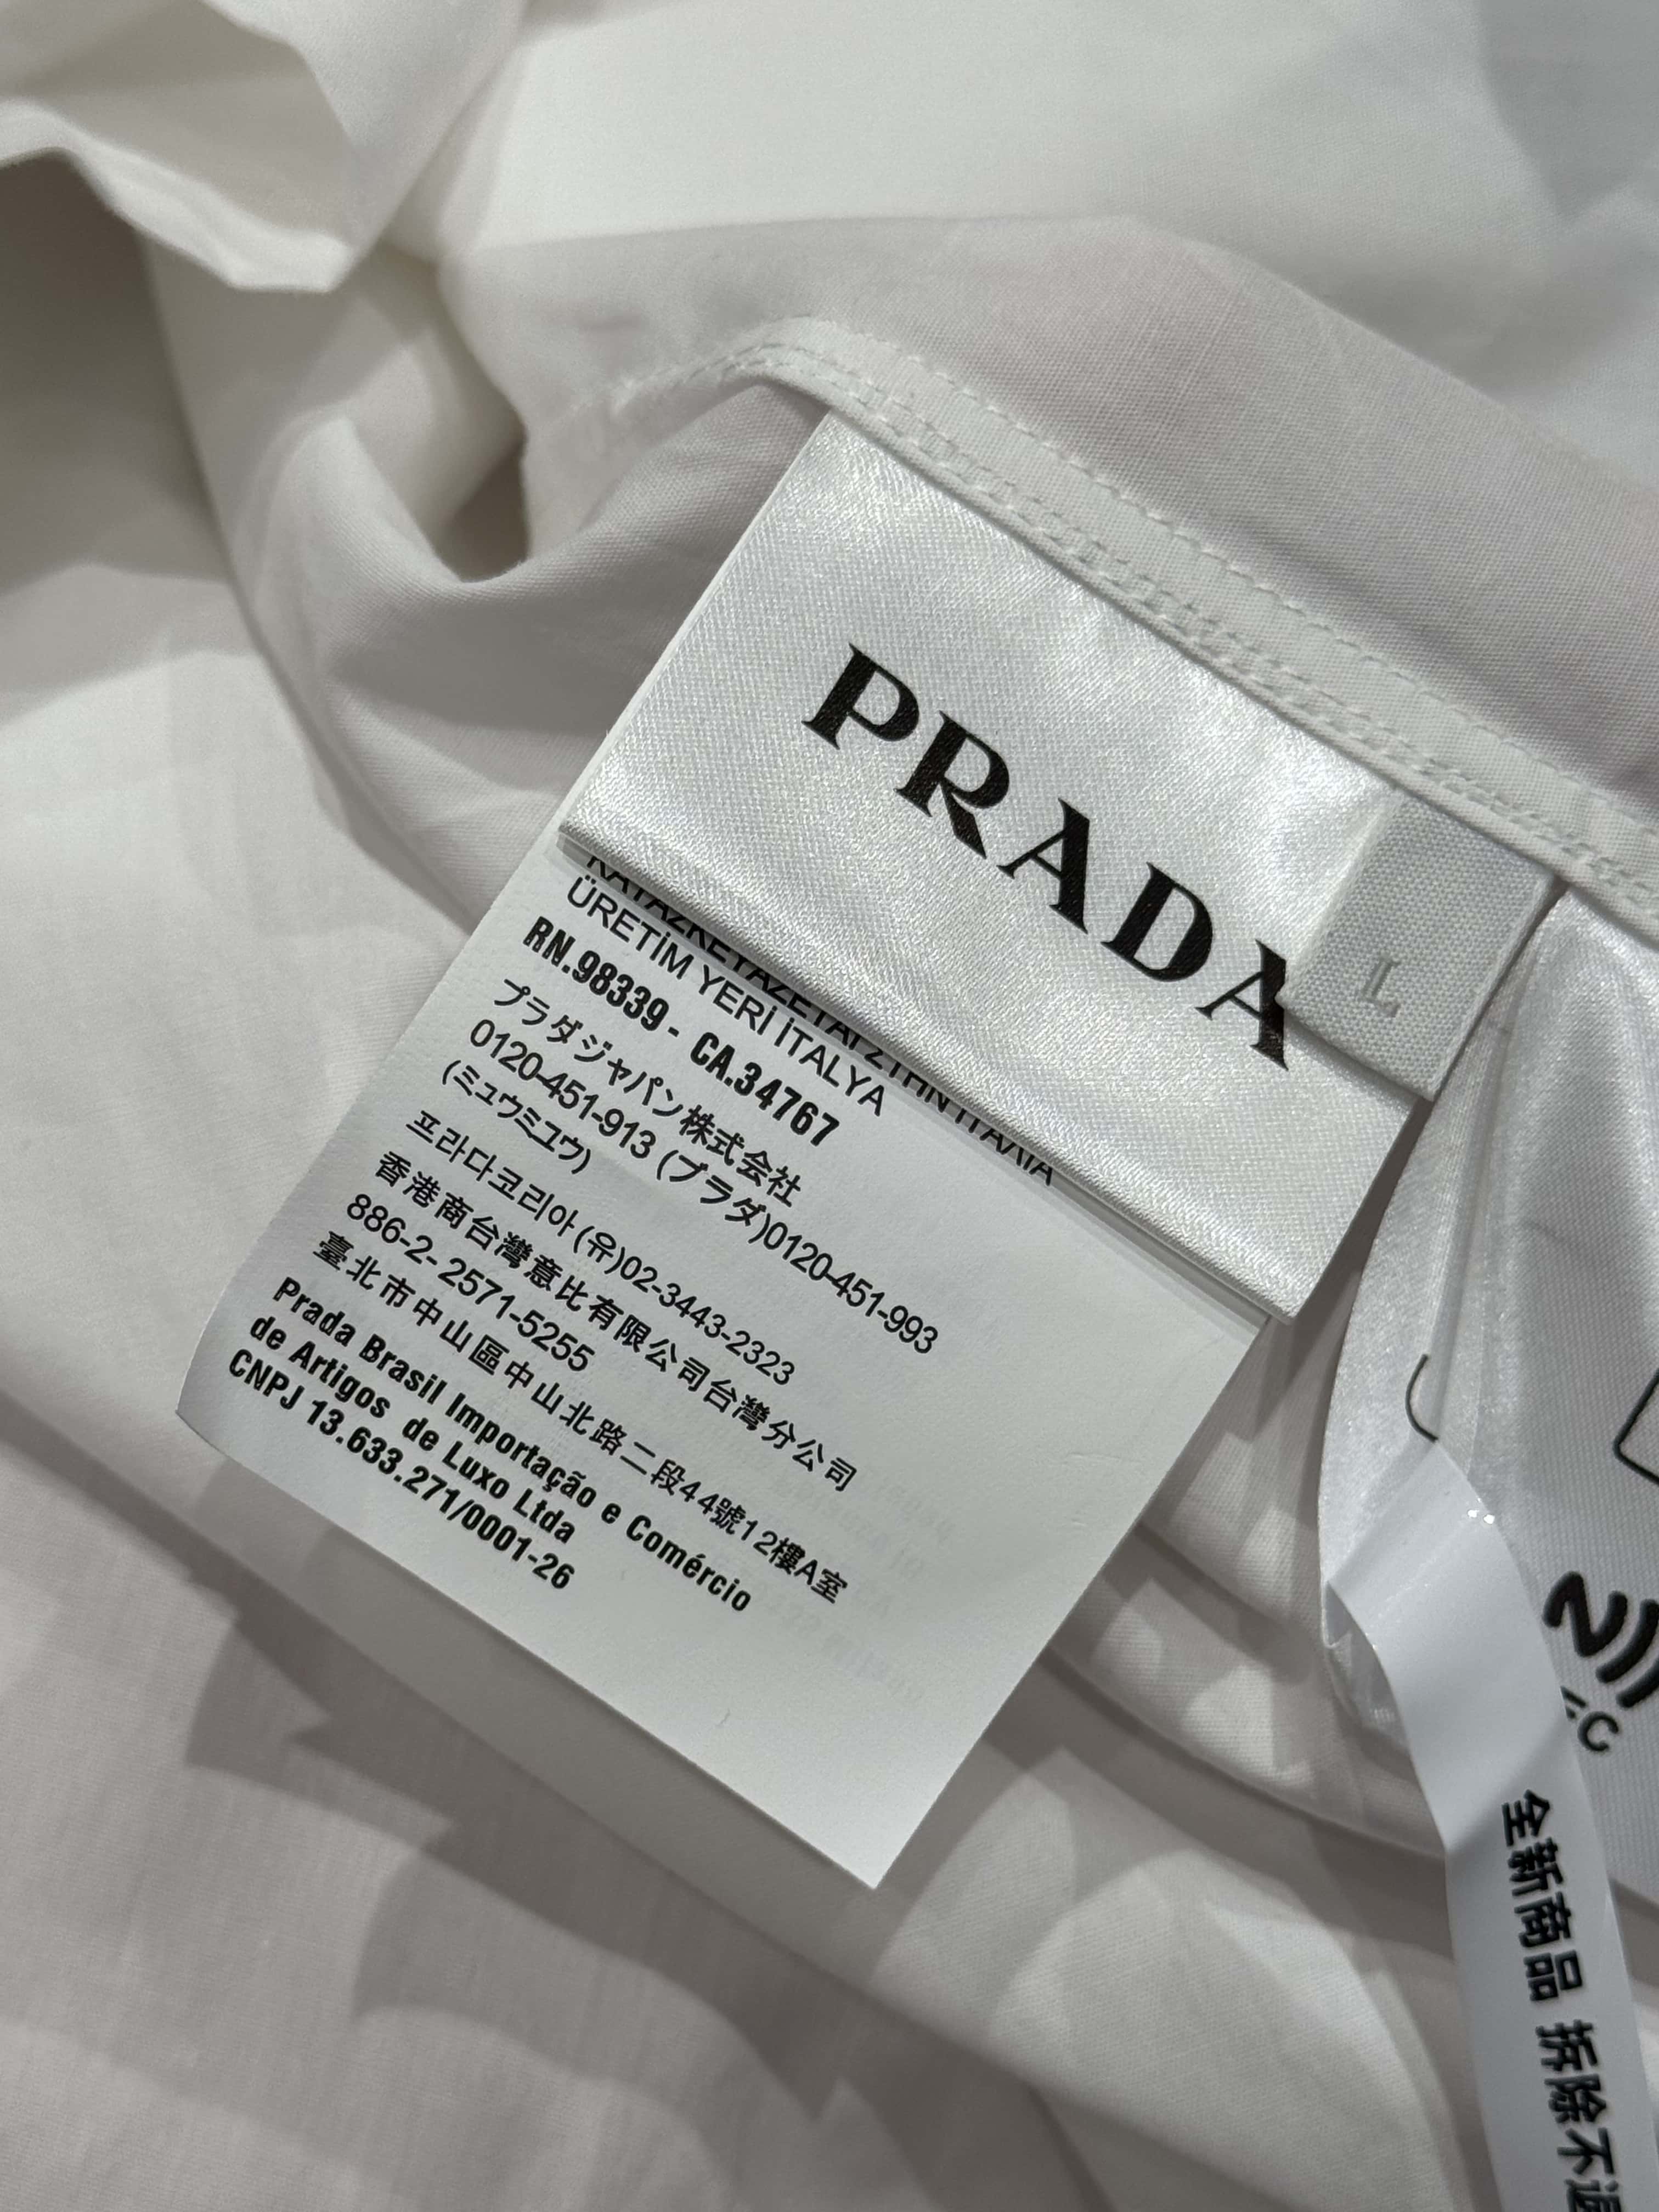 PRADA
L
ÜRETİM YERİ İTALYA
RN.98339 - CA.34767
プラダジャパン株式会社
0120-451-913 (プラダ)0120-451-993
(ミュウミュウ)
프라다코리아(유)02-3443-2323
香港商台灣意比有限公司台灣分公司
886-2- 2571-5255
臺北市中山區中山北路二段44號12樓A室
Prada Brasil Importação e Comércio
de Artigos de Luxo Ltda
CNPJ 13.633.271/0001-26
全新商品 拆除不退